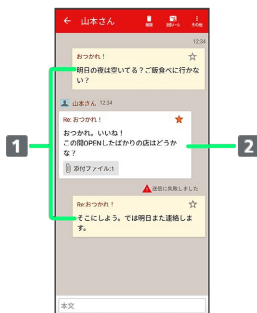 山本さん
削除
その他
12:34
おつかれ！
明日の夜は空いてる？ご飯食べに行かな
い？
山本さん 12:34
Re: おつかれ！
おつかれ。いいね！
この間OPENしたばかりの店はどうか
な？
添付ファイル:1
送信に失敗しました
Re:おつかれ！
そこにしよう。では明日また連絡しま
す。
本文
1
2